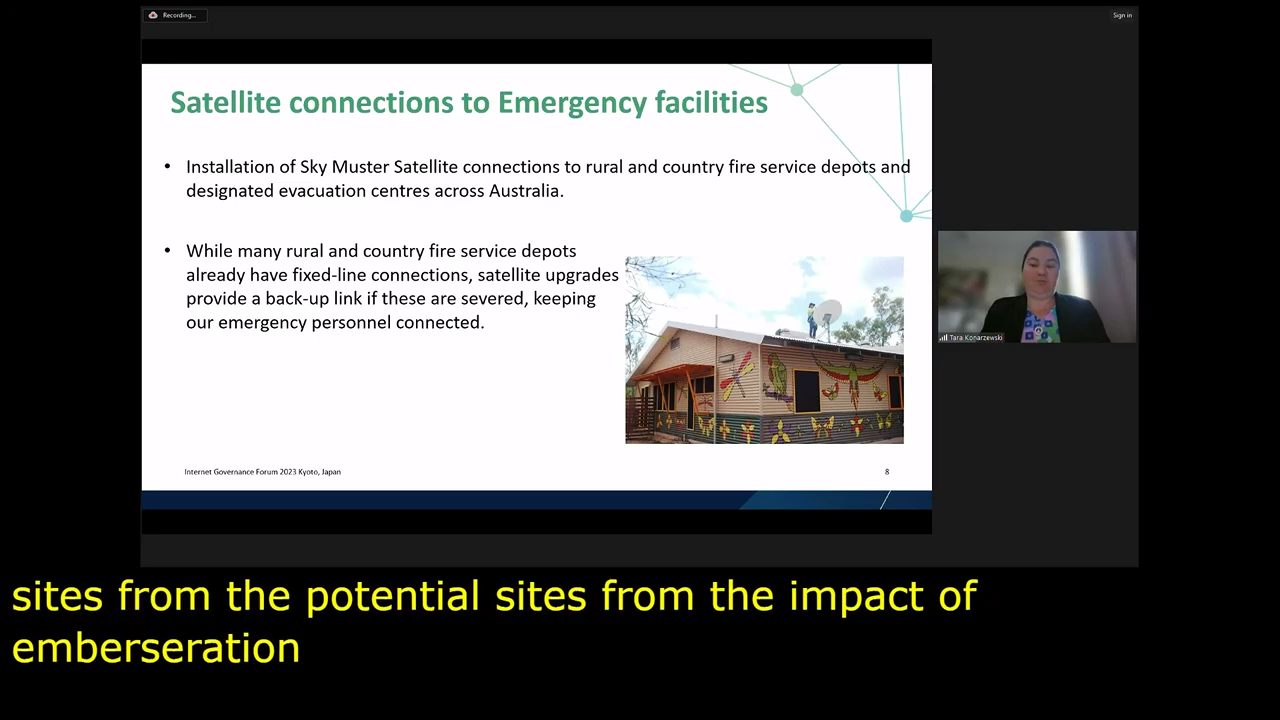 Recording...
Sign in
Satellite connections to Emergency facilities
• Installation of Sky Muster Satellite connections to rural and country fire service depots and
designated evacuation centres across Australia.
• While many rural and country fire service depots
already have fixed-line connections, satellite upgrades
provide a back-up link if these are severed, keeping
our emergency personnel connected.
Tara Konarzewski
Internet Governance Forum 2023 Kyoto, Japan
8
sites from the potential sites from the impact of
emberseration